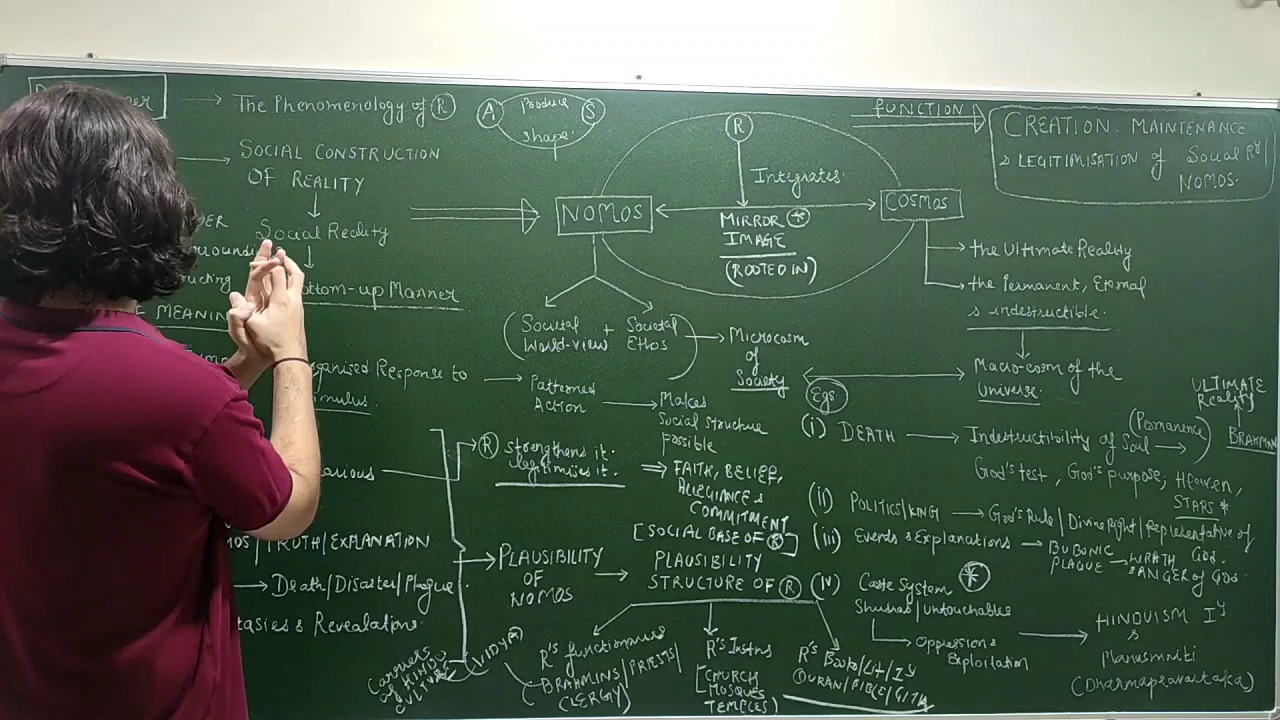 The Phenomenology of R
SOCIAL CONSTRUCTION
OF REALITY
Social Reality
Bottom-up Manner
Response to
Death/Disaster/Plague
TRUTH/EXPLANATION
A Produce S
shape
NOMOS
R
Integrates
MIRROR *
IMAGE
(ROOTED IN)
COSMOS
FUNCTION
CREATION, MAINTENANCE
& LEGITIMISATION of Social Rʸ/
NOMOS.
the Ultimate Reality
the Permanent, Eternal
& indestructible.
Macro-cosm of the
Universe.
(Societal + Societal
World-view Ethos)
Microcosm
of
Society
Patterned
Action
Makes
Social structure
possible
R strengthens it.
legitimises it.
FAITH, BELIEF,
ALLEGIANCE &
COMMITMENT
[SOCIAL BASE OF R]
PLAUSIBILITY
OF
NOMOS
PLAUSIBILITY
STRUCTURE OF R
Carriers
of HINDU
CULTURE
R's functionaries
BRAHMINS/PRIESTS/
(CLERGY)
R's Instns
[CHURCH
MOSQUES
TEMPLES]
R's Books/Lit/Iʸ
QURAN/BIBLE/GITA
Egs
(i) DEATH
Indestructibility of Soul
(Permanence)
BRAHMAN
ULTIMATE
Reality
God's test, God's purpose, Heaven,
STARS *
(ii) POLITICS/KING
God's Rule/Divine Right/Representative of
God.
(iii) Events & Explanations
BUBONIC
PLAGUE
WRATH
& ANGER of GOD.
(iv) Caste System *
Shudras/Untouchables
Oppression &
Exploitation
HINDUISM Iʸ
&
Manusmriti
(Dharmapravartaka)